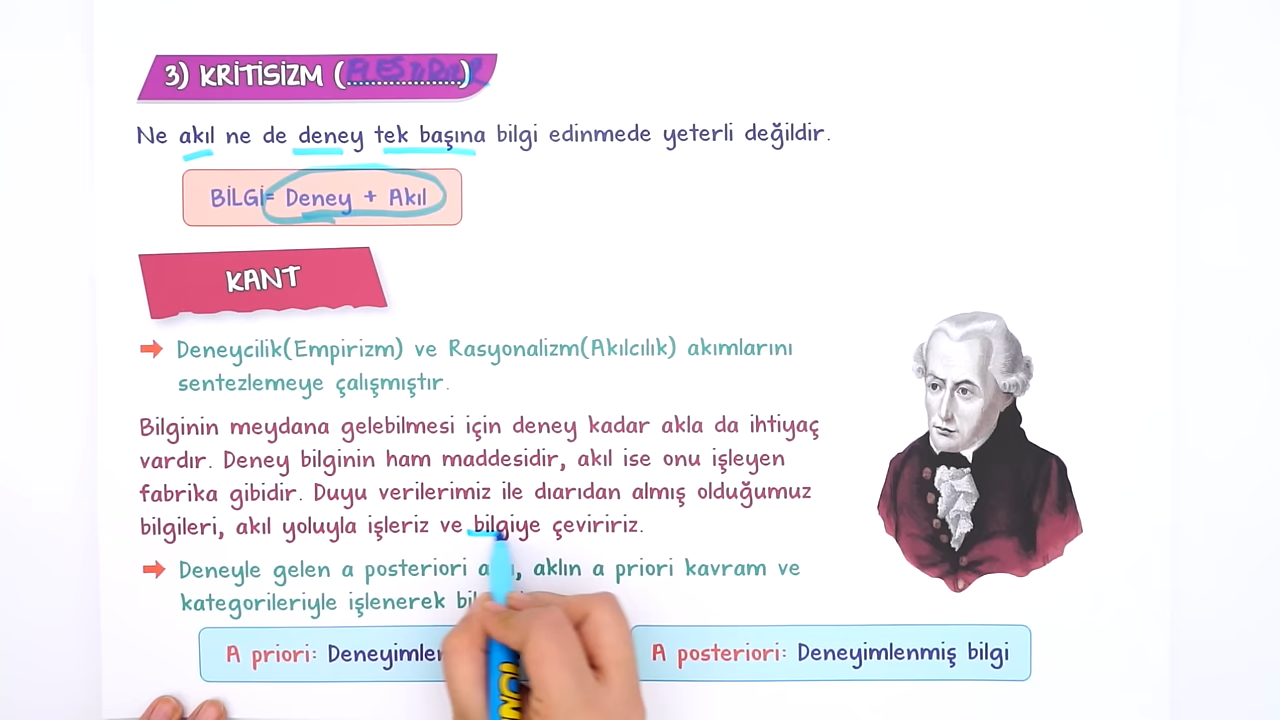 3) KRİTİSİZM (..................)
Ne akıl ne de deney tek başına bilgi edinmede yeterli değildir.
BİLGİ= Deney + Akıl
KANT
Deneycilik(Empirizm) ve Rasyonalizm(Akılcılık) akımlarını
sentezlemeye çalışmıştır.
Bilginin meydana gelebilmesi için deney kadar akla da ihtiyaç
vardır. Deney bilginin ham maddesidir, akıl ise onu işleyen
fabrika gibidir. Duyu verilerimiz ile dıarıdan almış olduğumuz
bilgileri, akıl yoluyla işleriz ve bilgiye çeviririz.
Deneyle gelen a posteriori aklın a priori kavram ve
kategorileriyle işlenerek
A priori:
A posteriori: Deneyimlenmiş bilgi